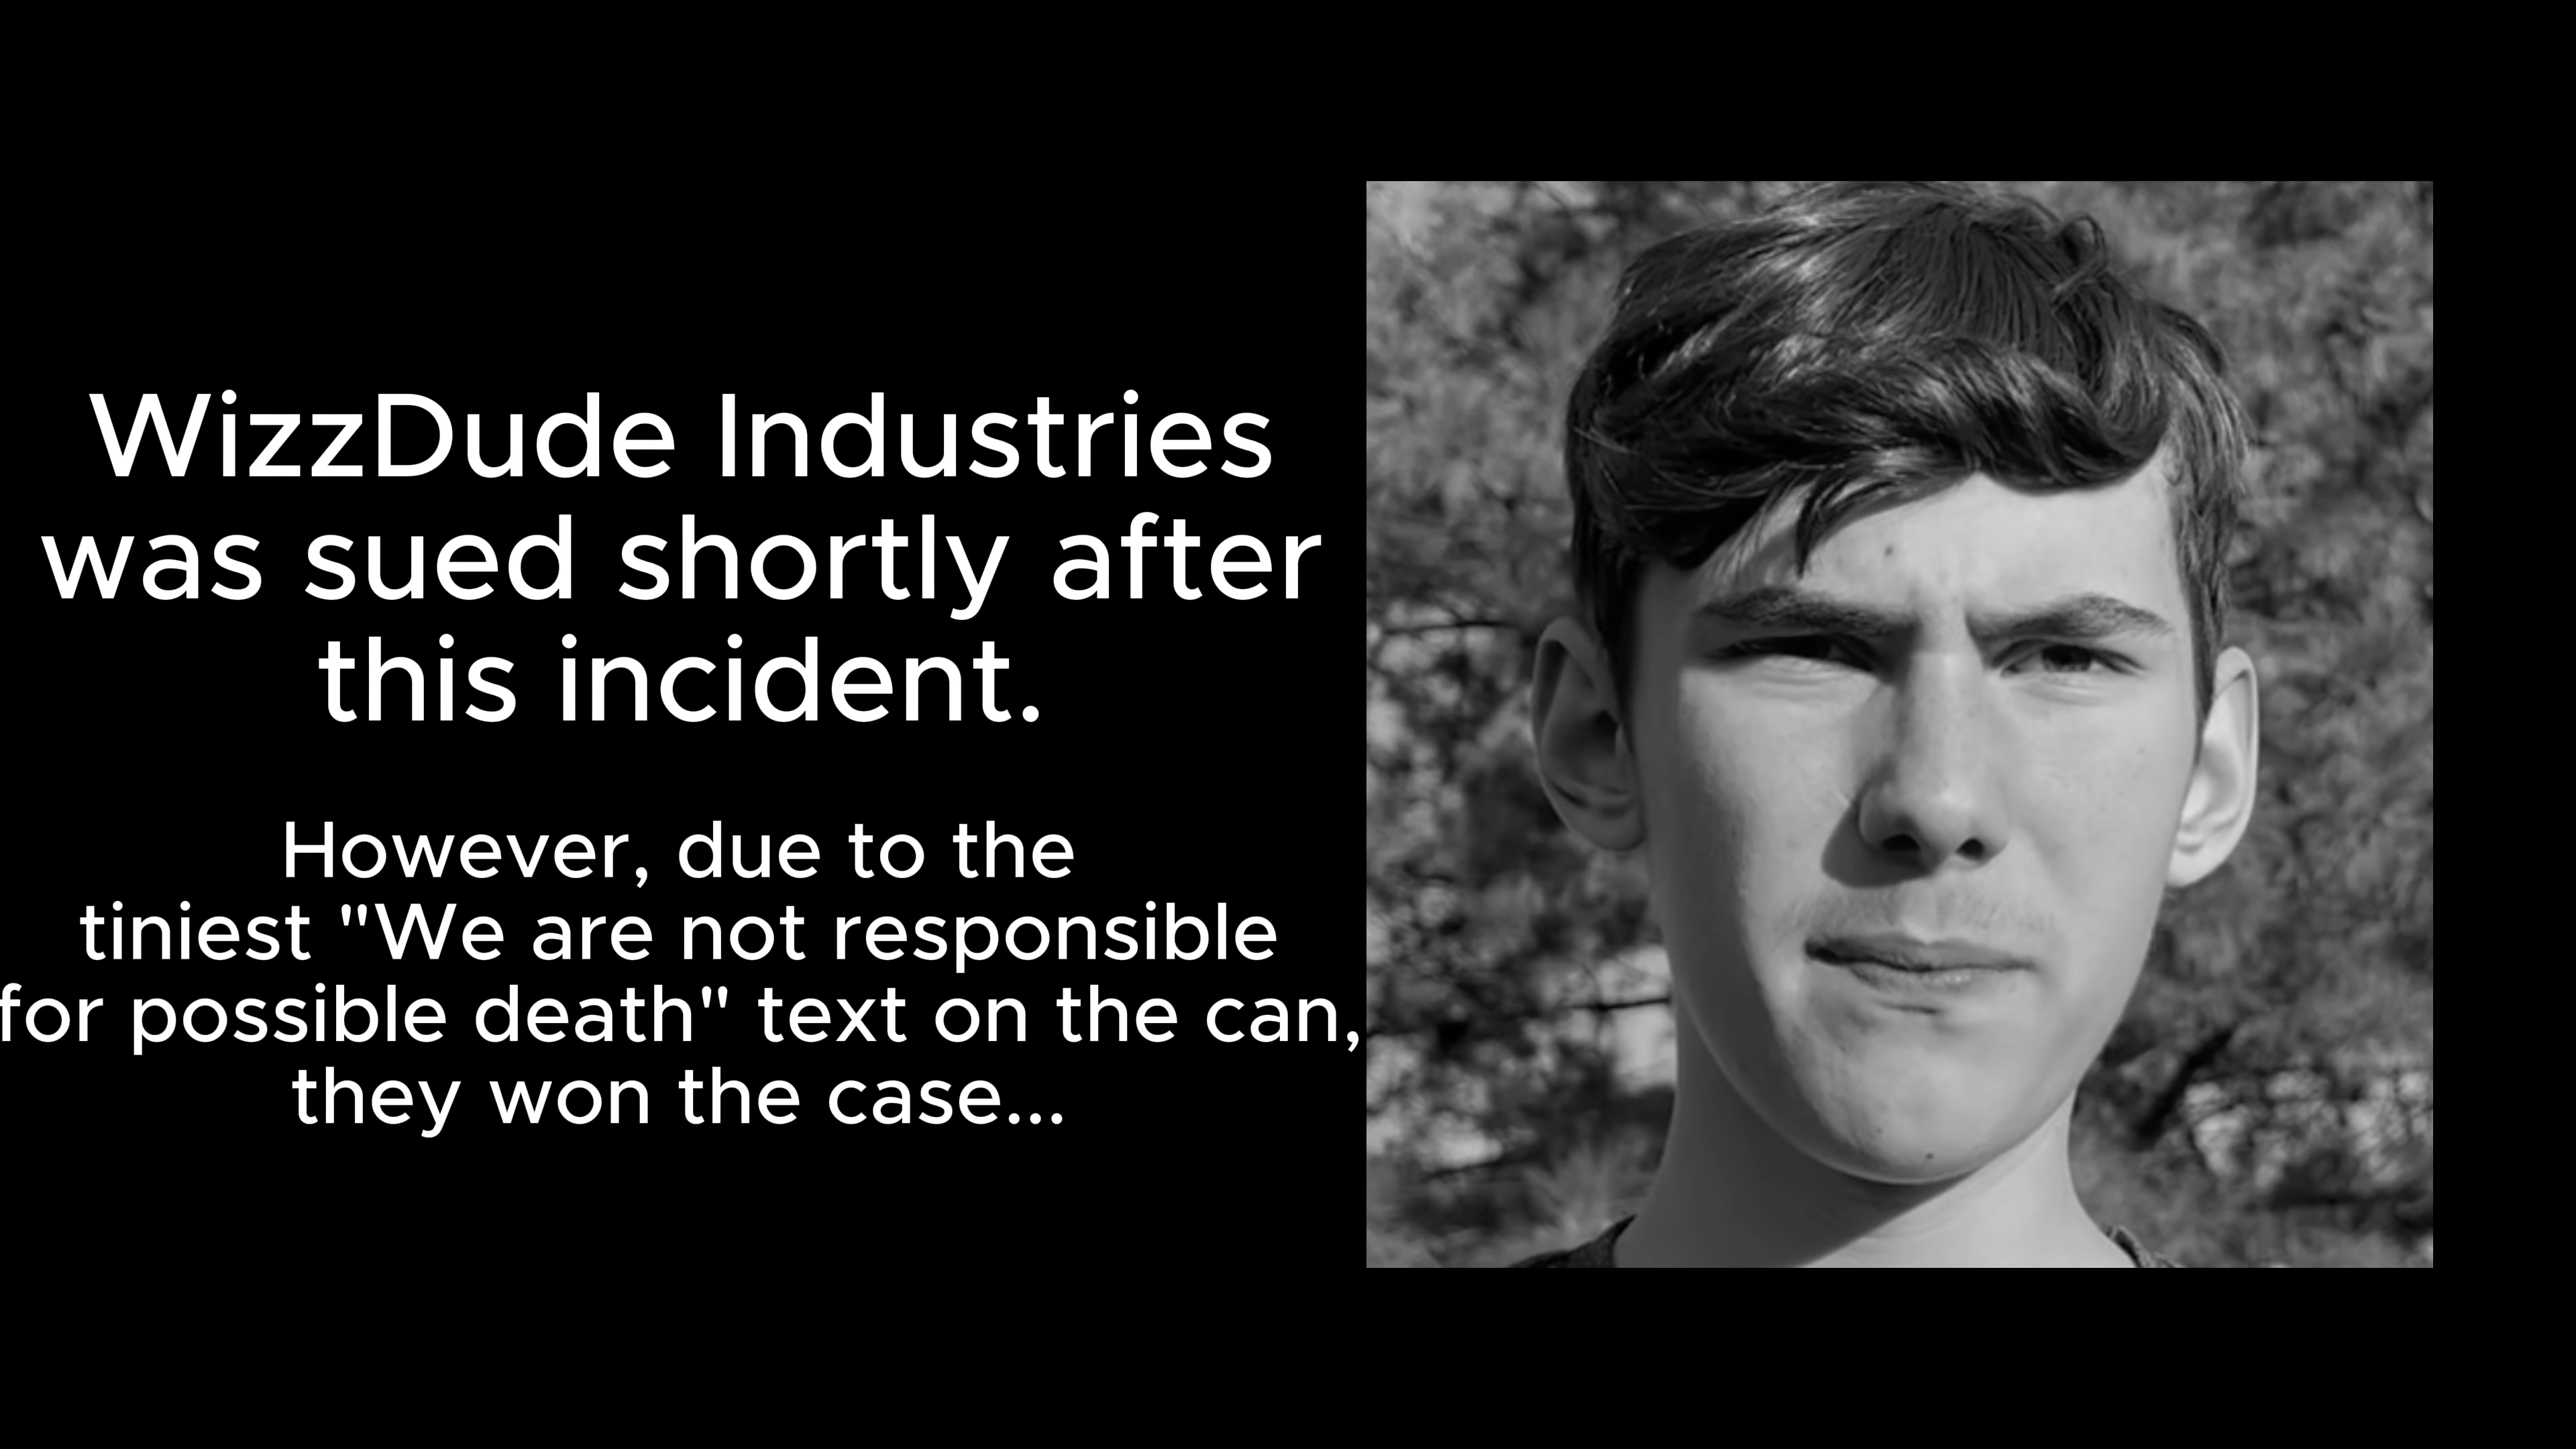 WizzDude Industries
was sued shortly after
this incident.
However, due to the
tiniest "We are not responsible
for possible death" text on the can,
they won the case...